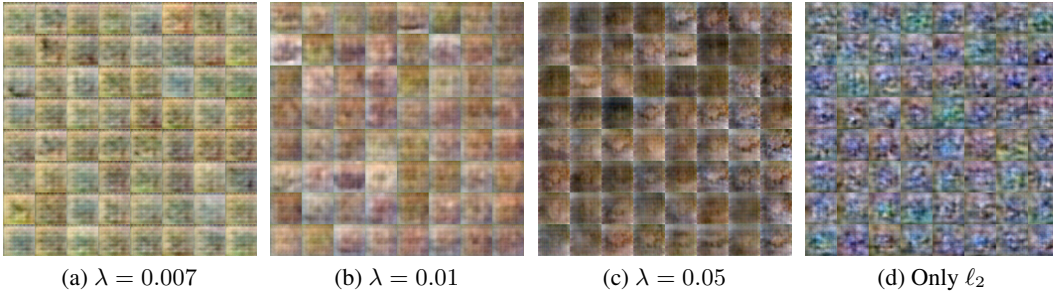 (a) λ = 0.007
(b) λ = 0.01
(c) λ = 0.05
(d) Only ℓ₂